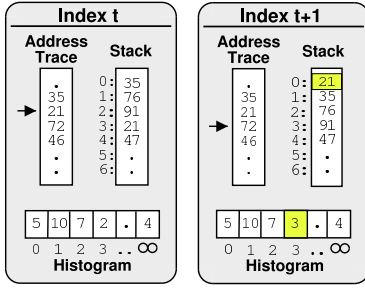 Index t
Address Trace
Stack
.
35
21
72
46
.
.
0: 35
1: 76
2: 91
3: 21
4: 47
5: .
6: .
5 10 7 2 . 4
0 1 2 3 .. ∞
Histogram
Index t+1
Address Trace
Stack
.
35
21
72
46
.
.
0: 21
1: 35
2: 76
3: 91
4: 47
5: .
6: .
5 10 7 3 . 4
0 1 2 3 .. ∞
Histogram